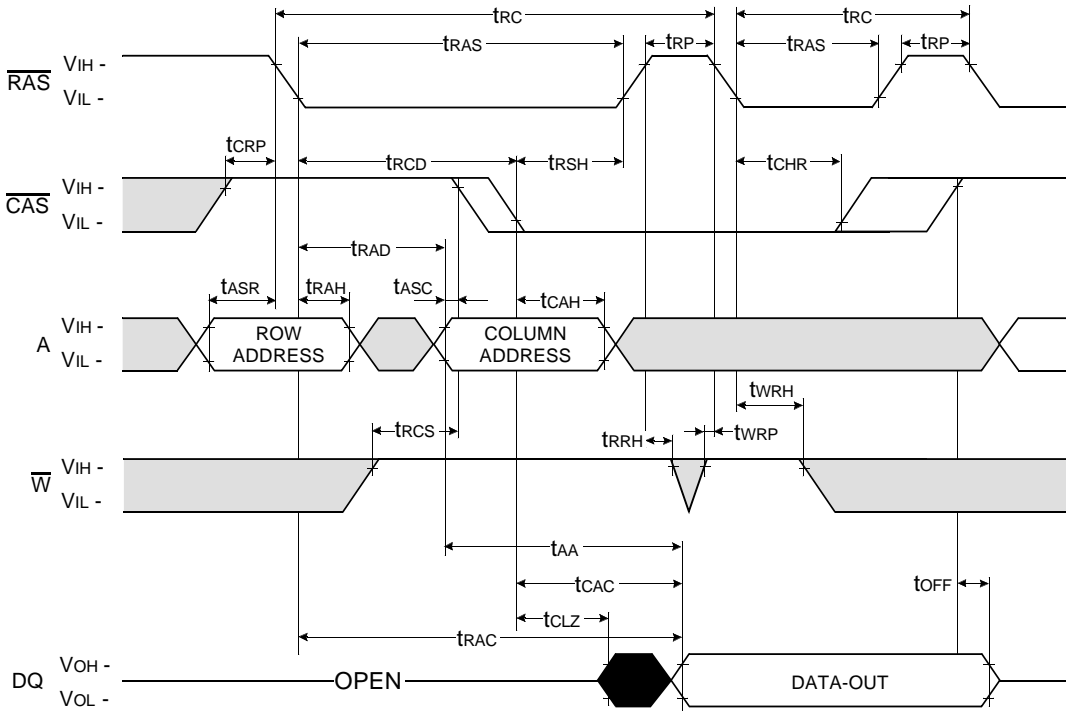 tRC tRC
tRAS tRP tRAS tRP
RAS VIH -
VIL -
tCRP tRCD tRSH tCHR
CAS VIH -
VIL -
tRAD
tASR tRAH tASC tCAH
A VIH -
VIL -
ROW
ADDRESS
COLUMN
ADDRESS
tWRH
tRCS tRRH tWRP
W VIH -
VIL -
tAA
tCAC tOFF
tCLZ
tRAC
DQ VOH -
VOL -
OPEN DATA-OUT